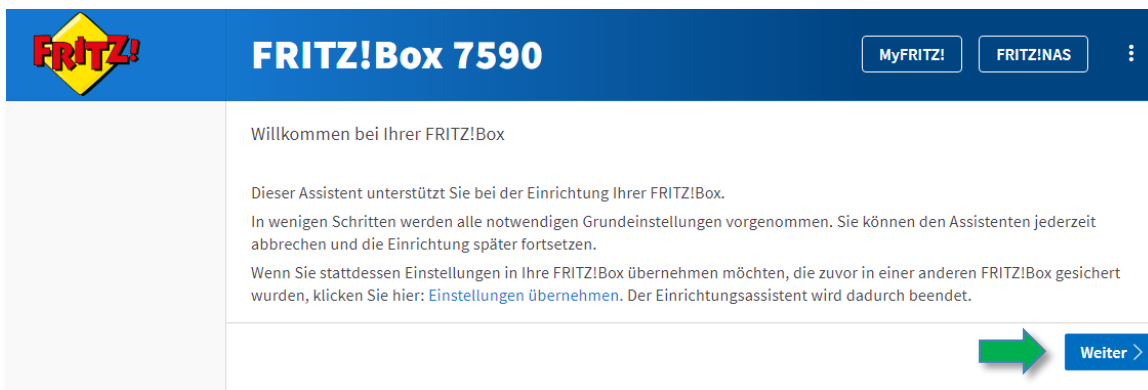 FRITZ!
FRITZ!Box 7590
MyFRITZ!
FRITZ!NAS
Willkommen bei Ihrer FRITZ!Box
Dieser Assistent unterstützt Sie bei der Einrichtung Ihrer FRITZ!Box.
In wenigen Schritten werden alle notwendigen Grundeinstellungen vorgenommen. Sie können den Assistenten jederzeit
abbrechen und die Einrichtung später fortsetzen.
Wenn Sie stattdessen Einstellungen in Ihre FRITZ!Box übernehmen möchten, die zuvor in einer anderen FRITZ!Box gesichert
wurden, klicken Sie hier: Einstellungen übernehmen. Der Einrichtungsassistent wird dadurch beendet.
Weiter